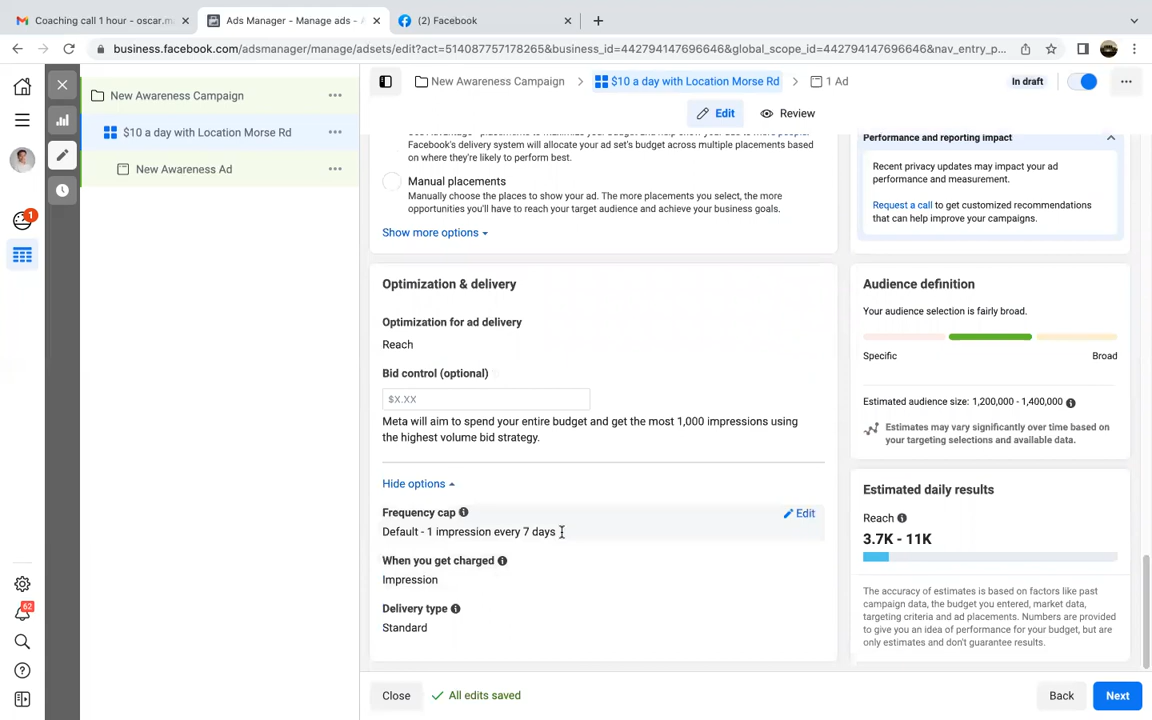 Coaching call 1 hour - oscar.m
Ads Manager - Manage ads - A
(2) Facebook
business.facebook.com/adsmanager/manage/adsets/edit?act=514087757178265&business_id=442794147696646&global_scope_id=442794147696646&nav_entry_p...
New Awareness Campaign
$10 a day with Location Morse Rd
New Awareness Ad
New Awareness Campaign
$10 a day with Location Morse Rd
1 Ad
In draft
Edit
Review
Facebook's delivery system will allocate your ad set's budget across multiple placements based
on where they're likely to perform best.
Manual placements
Manually choose the places to show your ad. The more placements you select, the more
opportunities you'll have to reach your target audience and achieve your business goals.
Show more options
Optimization & delivery
Optimization for ad delivery
Reach
Bid control (optional)
$X.XX
Meta will aim to spend your entire budget and get the most 1,000 impressions using
the highest volume bid strategy.
Hide options
Frequency cap
Edit
Default - 1 impression every 7 days
When you get charged
Impression
Delivery type
Standard
Performance and reporting impact
Recent privacy updates may impact your ad
performance and measurement.
Request a call to get customized recommendations
that can help improve your campaigns.
Audience definition
Your audience selection is fairly broad.
Specific
Broad
Estimated audience size: 1,200,000 - 1,400,000
Estimates may vary significantly over time based on
your targeting selections and available data.
Estimated daily results
Reach
3.7K - 11K
The accuracy of estimates is based on factors like past
campaign data, the budget you entered, market data,
targeting criteria and ad placements. Numbers are provided
to give you an idea of performance for your budget, but are
only estimates and don't guarantee results.
1
62
Close
All edits saved
Back
Next